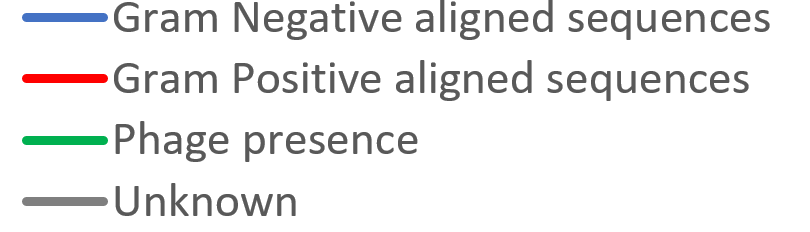 Gram Negative aligned sequences
Gram Positive aligned sequences
Phage presence
Unknown